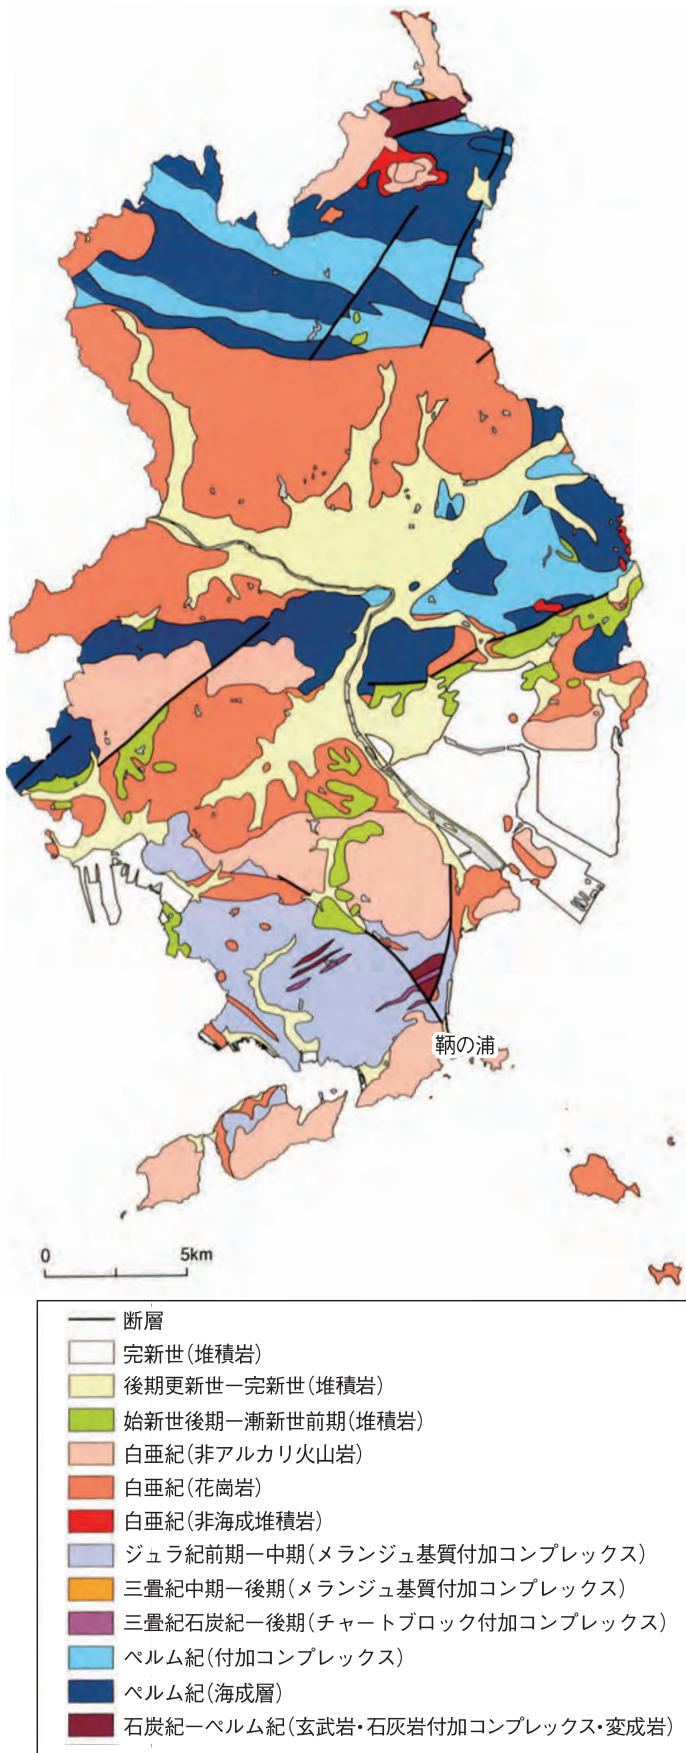 鞆の浦
0 5km
断層
完新世(堆積岩)
後期更新世ー完新世(堆積岩)
始新世後期ー漸新世前期(堆積岩)
白亜紀(非アルカリ火山岩)
白亜紀(花崗岩)
白亜紀(非海成堆積岩)
ジュラ紀前期ー中期(メランジュ基質付加コンプレックス)
三畳紀中期ー後期(メランジュ基質付加コンプレックス)
三畳紀石炭紀ー後期(チャートブロック付加コンプレックス)
ペルム紀(付加コンプレックス)
ペルム紀(海成層)
石炭紀ーペルム紀(玄武岩・石灰岩付加コンプレックス・変成岩)